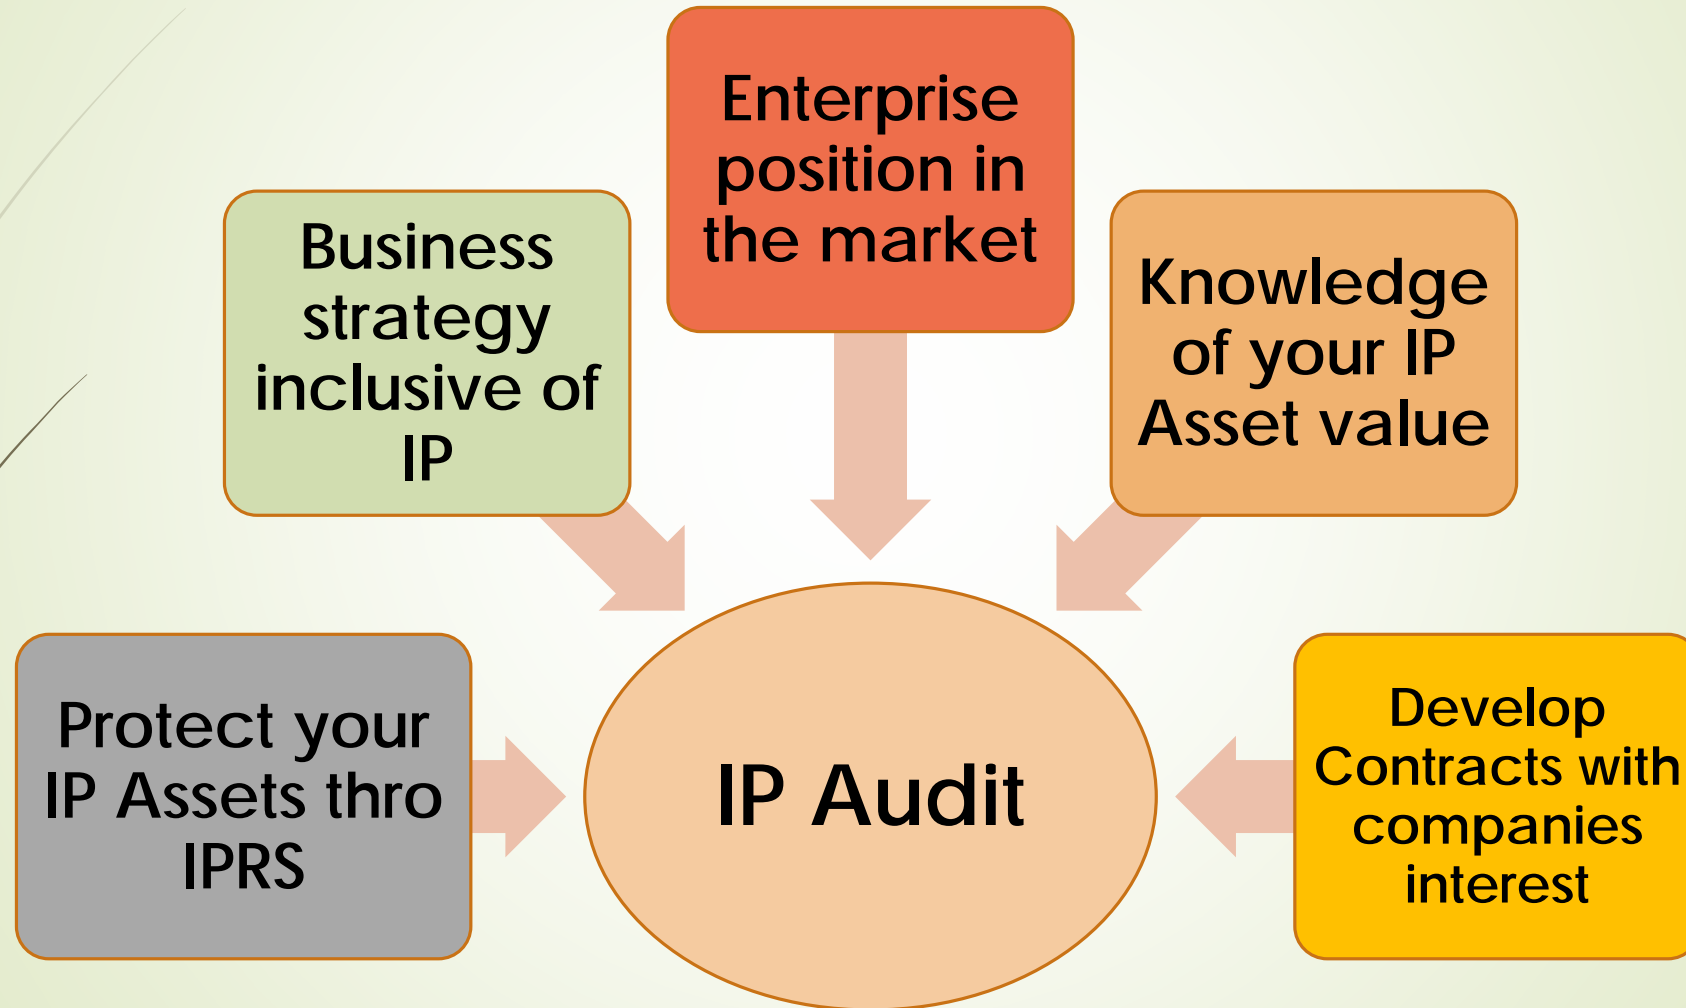 Enterprise
position in
the market
Business
strategy
inclusive of
IP
Knowledge
of your IP
Asset value
Protect your
IP Assets thro
IPRS
IP Audit
Develop
Contracts with
companies
interest